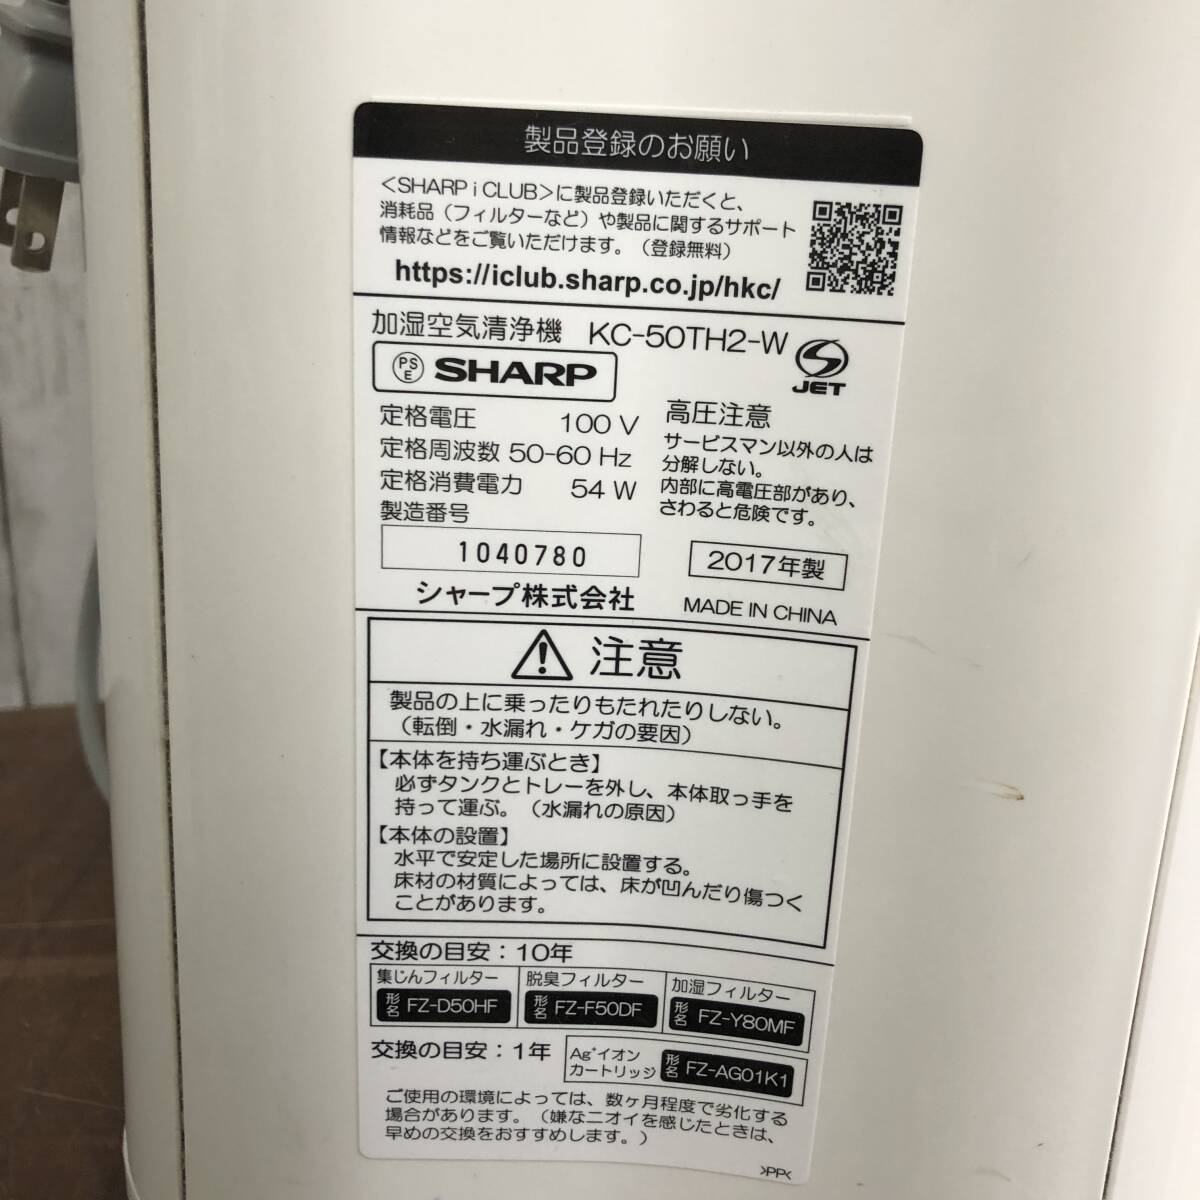 製品登録のお願い
<SHARP i CLUB>に製品登録いただくと、
消耗品（フィルターなど）や製品に関するサポート
情報などをご覧いただけます。（登録無料）
https://iclub.sharp.co.jp/hkc/
加湿空気清浄機 KC-50TH2-W
PS E SHARP
JET
定格電圧 100 V
定格周波数 50-60 Hz
定格消費電力 54 W
製造番号
1040780
シャープ株式会社
高圧注意
サービスマン以外の人は
分解しない。
内部に高電圧部があり、
さわると危険です。
2017年製
MADE IN CHINA
注意
製品の上に乗ったりもたれたりしない。
（転倒・水漏れ・ケガの要因）
【本体を持ち運ぶとき】
必ずタンクとトレーを外し、本体取っ手を
持って運ぶ。（水漏れの原因）
【本体の設置】
水平で安定した場所に設置する。
床材の材質によっては、床が凹んだり傷つく
ことがあります。
交換の目安：10年
集じんフィルター
形名 FZ-D50HF
脱臭フィルター
形名 FZ-F50DF
加湿フィルター
形名 FZ-Y80MF
交換の目安：1年
Ag⁺イオン
カートリッジ
形名 FZ-AG01K1
ご使用の環境によっては、数ヶ月程度で劣化する
場合があります。（嫌なニオイを感じたときは、
早めの交換をおすすめします。）
>PP<